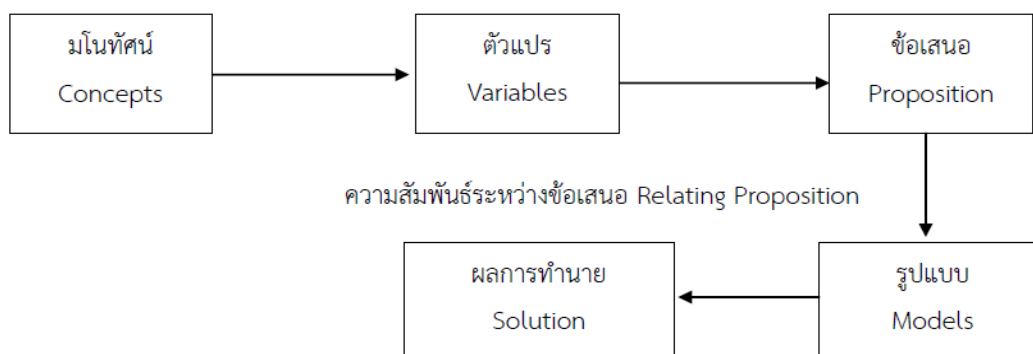 มโนทัศน์
Concepts
ตัวแปร
Variables
ข้อเสนอ
Proposition
ความสัมพันธ์ระหว่างข้อเสนอ Relating Proposition
ผลการทำนาย
Solution
รูปแบบ
Models